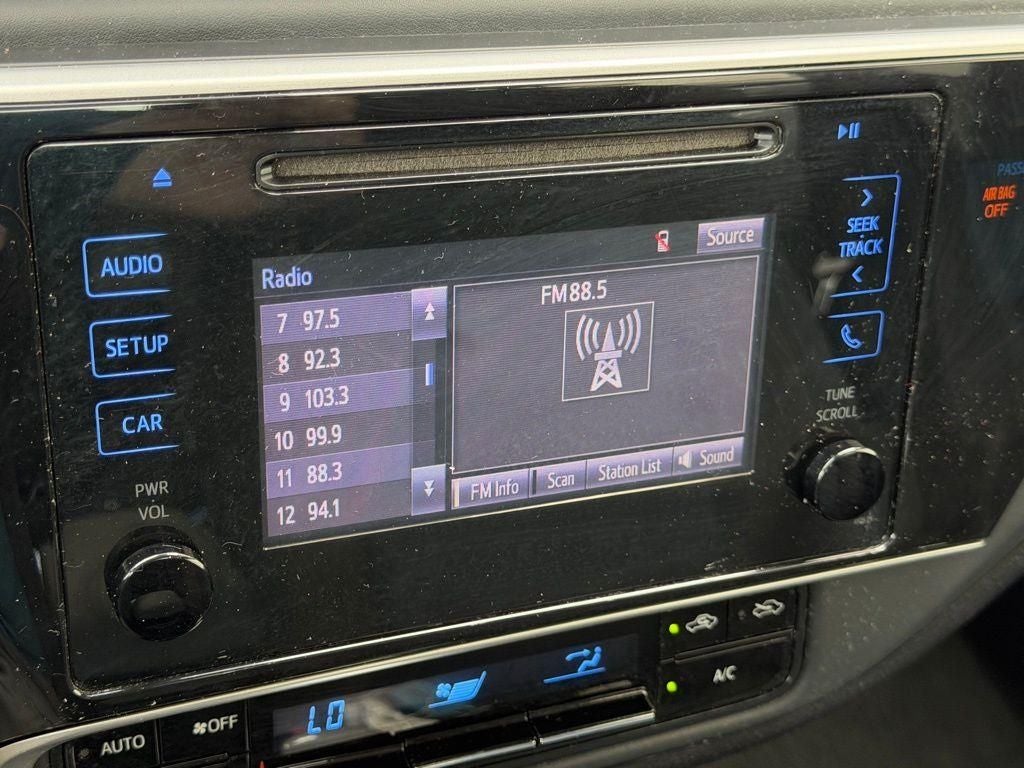 PASS
AIR BAG
OFF
SEEK
TRACK
AUDIO
SETUP
CAR
PWR
VOL
TUNE
SCROLL
Source
Radio
FM 88.5
7 97.5
8 92.3
9 103.3
10 99.9
11 88.3
12 94.1
FM Info
Scan
Station List
Sound
LO
A/C
AUTO
OFF